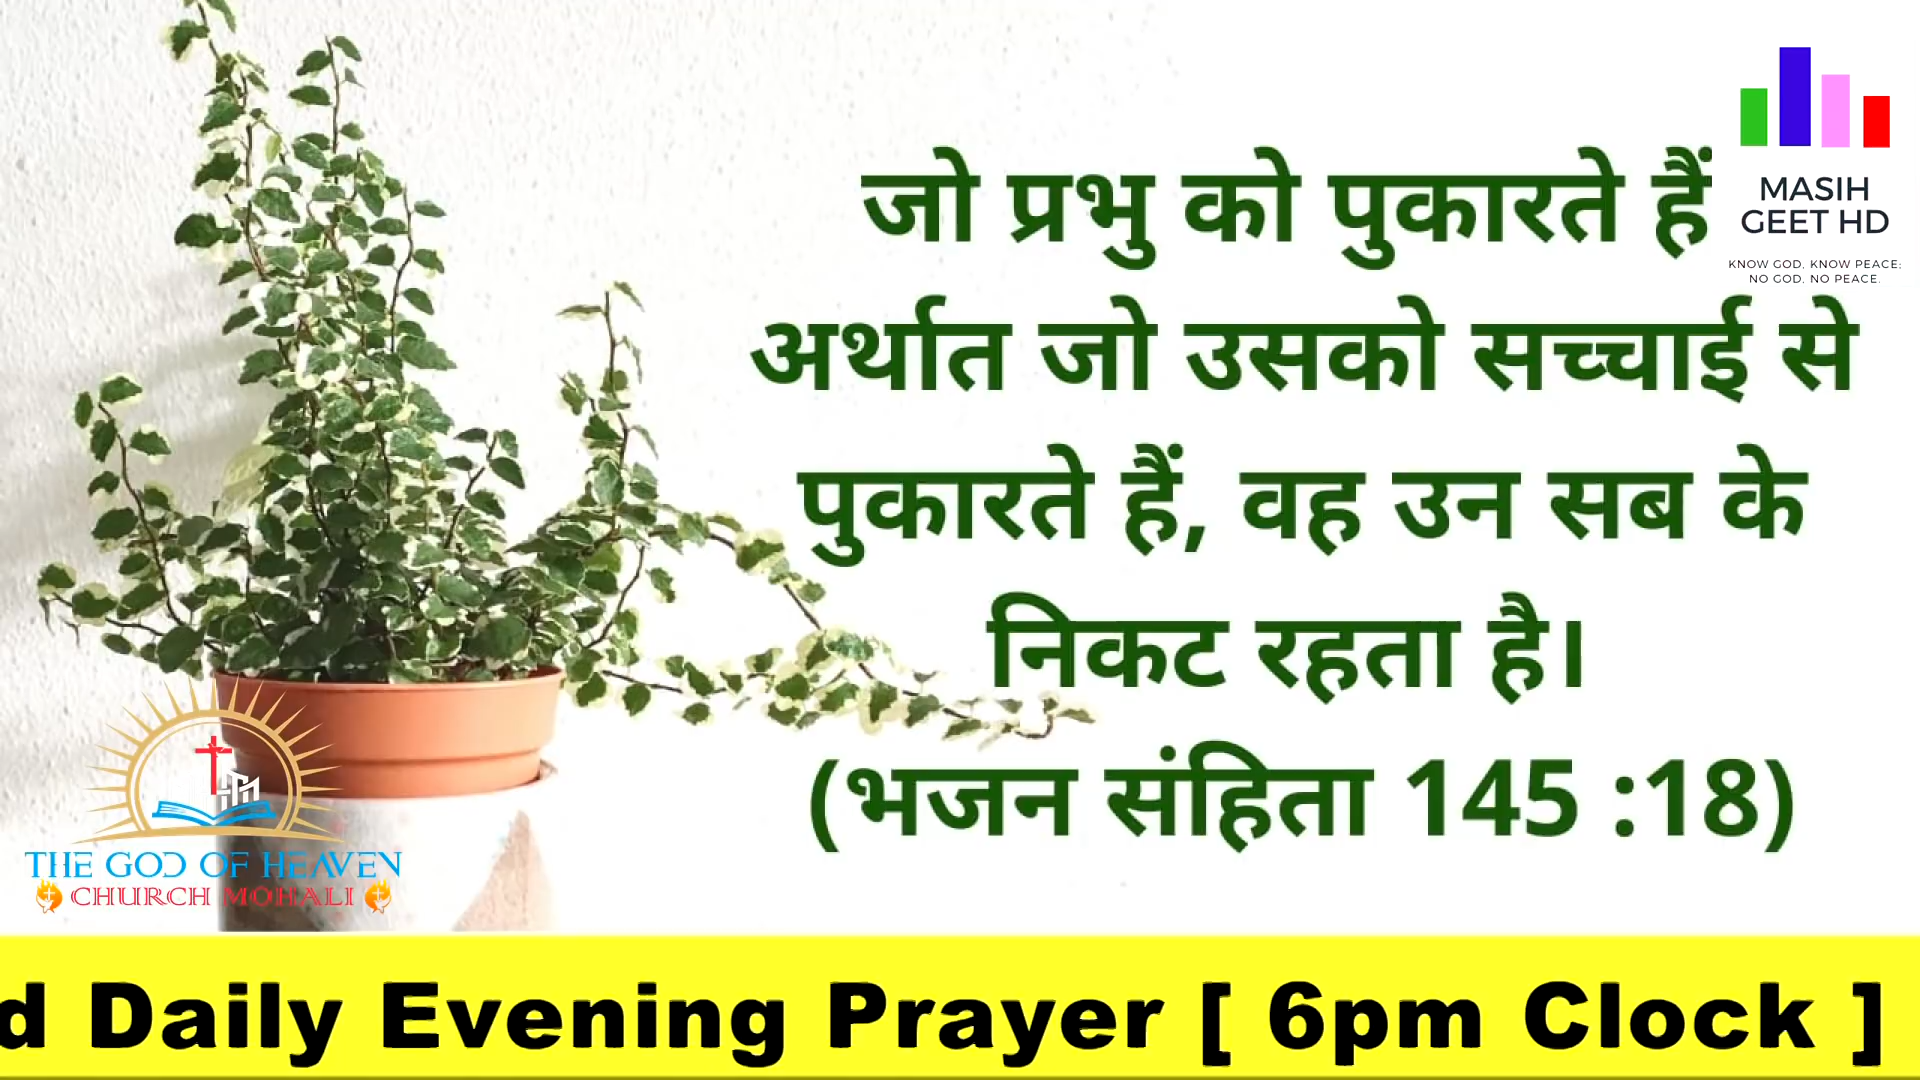 जो प्रभु को पुकारते हैं
अर्थात जो उसको सच्चाई से
पुकारते हैं, वह उन सब के
निकट रहता है।
(भजन संहिता 145 :18)
MASIH
GEET HD
KNOW GOD, KNOW PEACE;
NO GOD, NO PEACE.
THE GOD OF HEAVEN
CHURCH MOHALI
Daily Evening Prayer [ 6pm Clock ]